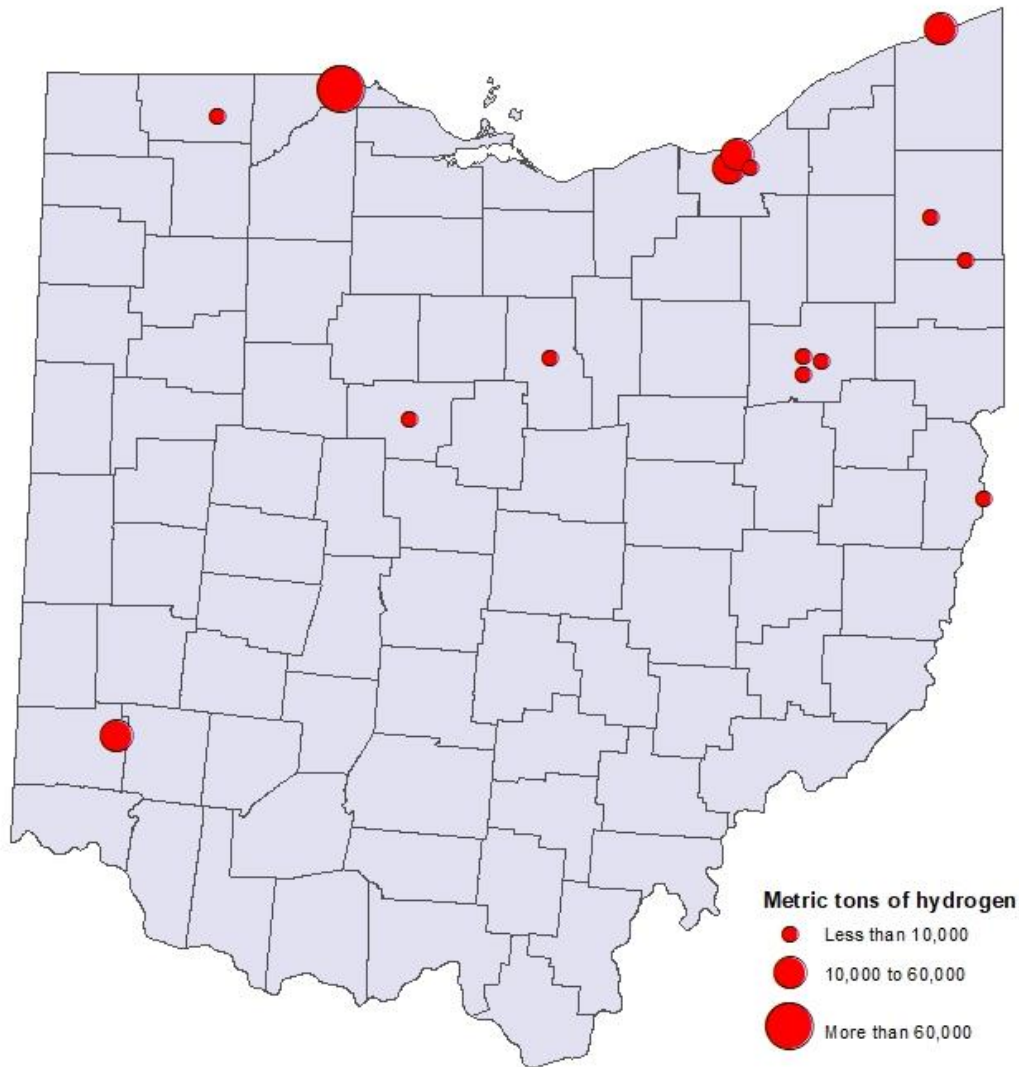 Metric tons of hydrogen
Less than 10,000
10,000 to 60,000
More than 60,000